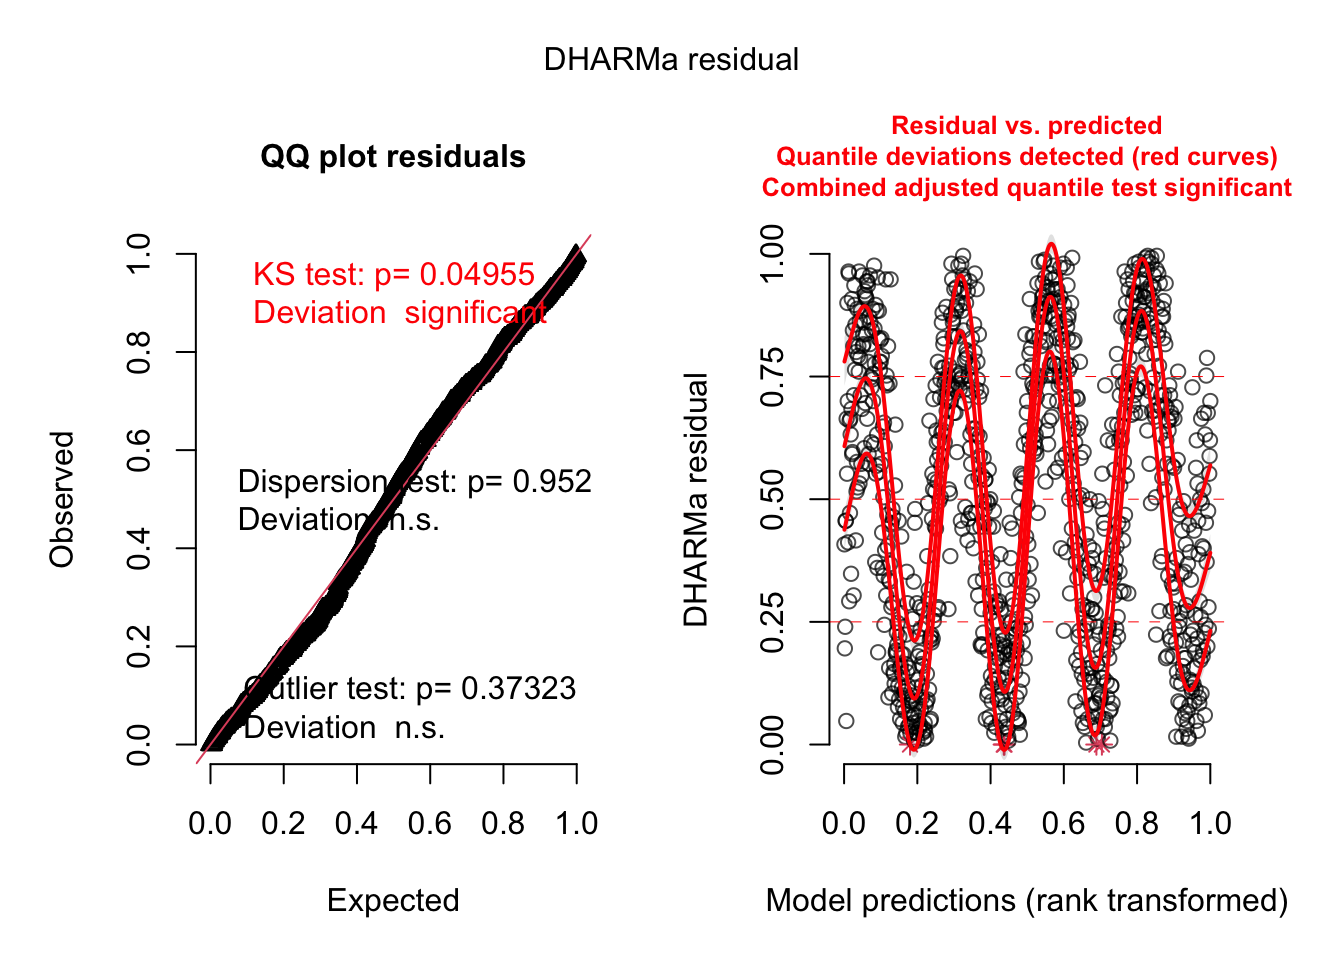 DHARMa residual
QQ plot residuals
KS test: p= 0.04955
Deviation  significant
Dispersion test: p= 0.952
Deviation  n.s.
Outlier test: p= 0.37323
Deviation  n.s.
Observed
0.0 0.2 0.4 0.6 0.8 1.0
0.0 0.2 0.4 0.6 0.8 1.0
Expected
Residual vs. predicted
Quantile deviations detected (red curves)
Combined adjusted quantile test significant
DHARMa residual
0.00 0.25 0.50 0.75 1.00
0.0 0.2 0.4 0.6 0.8 1.0
Model predictions (rank transformed)